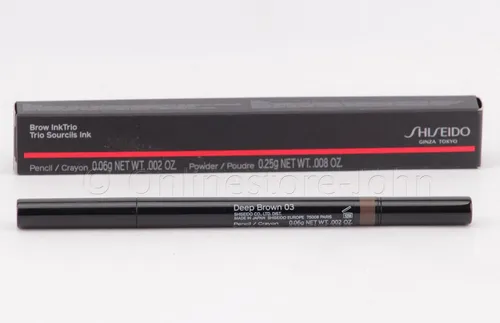 Brow InkTrio
Trio Sourcils Ink
SHISEIDO
GINZA TOKYO
Pencil / Crayon 0.06g NET WT. .002 OZ. Powder / Poudre 0.25g NET WT. .008 OZ.
© Onlinestore-John
Deep Brown 03
SHISEIDO CO., LTD. DIST.
MADE IN JAPAN SHISEIDO EUROPE 75008 PARIS
Pencil / Crayon 0.06g NET WT. .002 OZ.